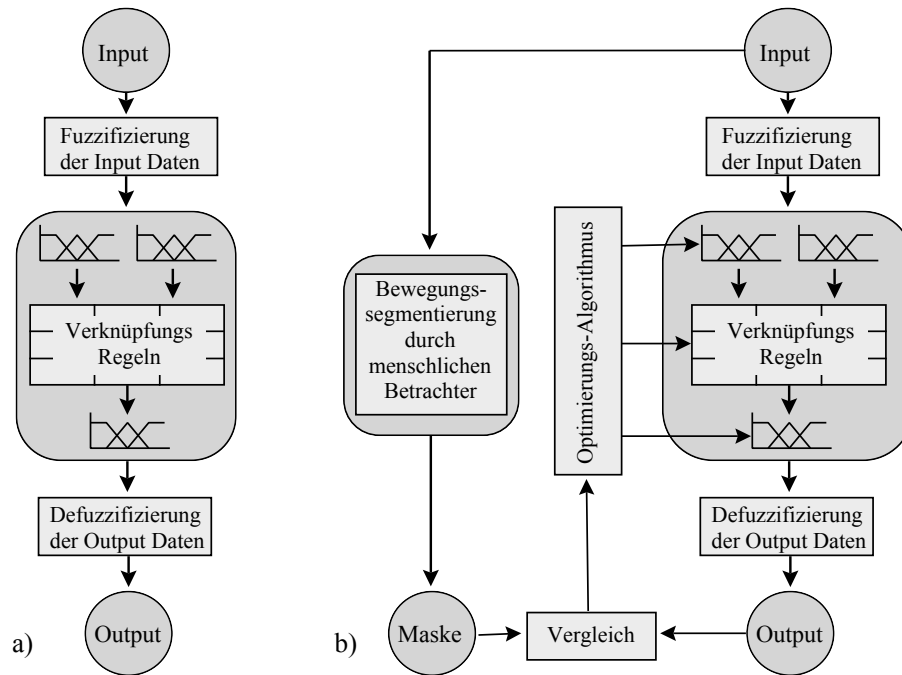 Input
Fuzzifizierung
der Input Daten
Verknüpfungs
Regeln
Defuzzifizierung
der Output Daten
Output
a)
Input
Fuzzifizierung
der Input Daten
Bewegungs-
segmentierung
durch
menschlichen
Betrachter
Optimierungs-Algorithmus
Verknüpfungs
Regeln
Defuzzifizierung
der Output Daten
b)
Maske
Vergleich
Output